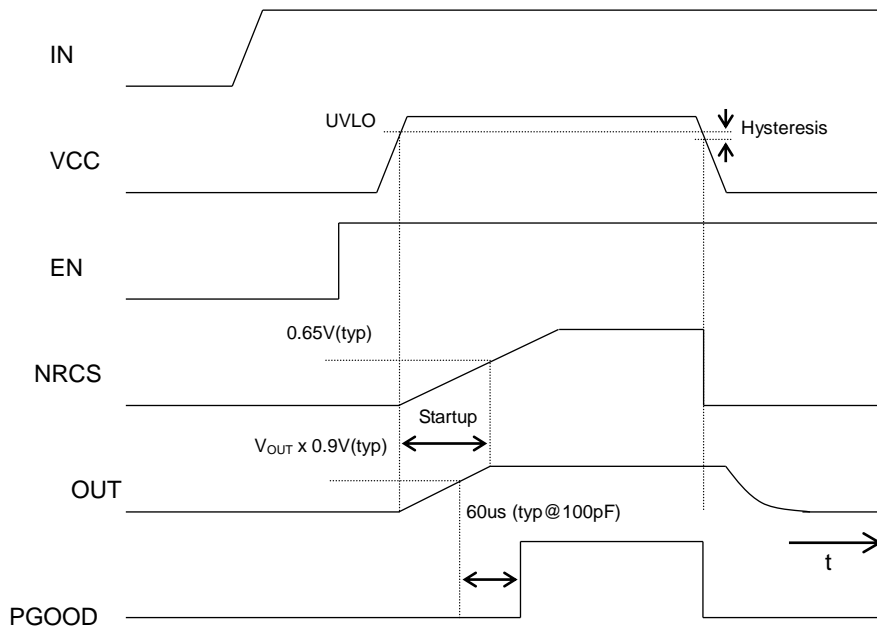 IN
UVLO
Hysteresis
VCC
EN
0.65V(typ)
NRCS
Startup
VOUT x 0.9V(typ)
OUT
60us (typ@100pF)
t
PGOOD